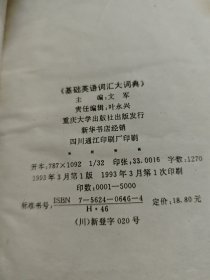 《基础英语词汇大词典》
主 编：文 军
责任编辑：叶永兴
重庆大学出版社出版发行
新华书店经销
四川通江印刷厂印刷
* * * *
开本：787×1092 1/32 印张：33.0016 字数：1270
1993年3月第1版 1993年3月第1次印刷
印数：0001—5000
标准书号：ISBN 7-5624-0646-4 定价：18.80元
H·46
（川）新登字020号